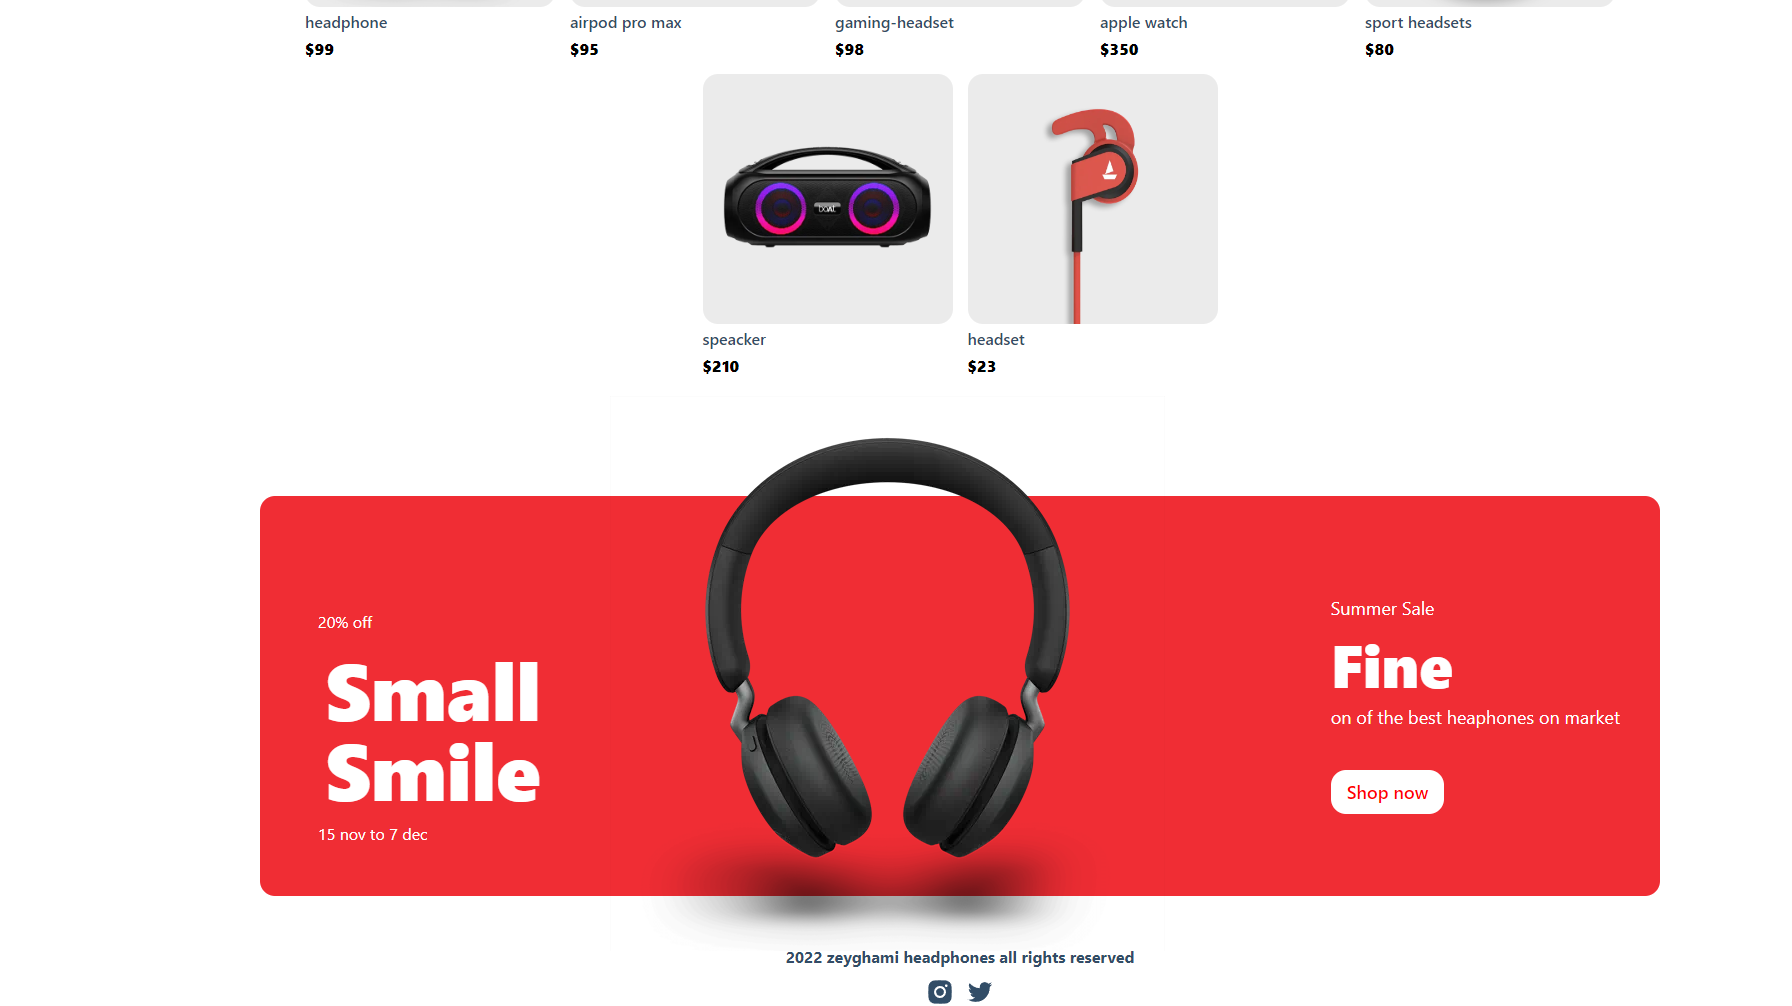 headphone
airpod pro max
gaming-headset
apple watch
sport headsets
$99
$95
$98
$350
$80
speacker
headset
$210
$23
20% off
Small
Smile
15 nov to 7 dec
Summer Sale
Fine
on of the best heaphones on market
Shop now
2022 zeyghami headphones all rights reserved